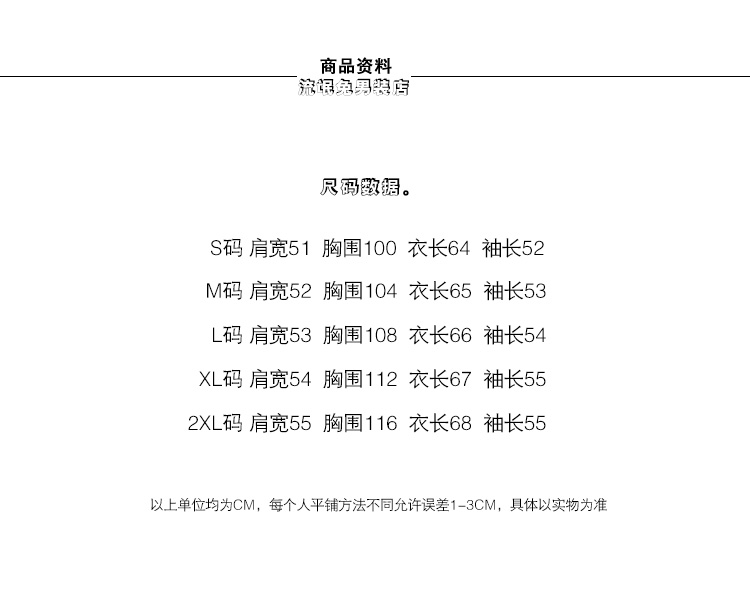 商品资料
流氓兔男装店
尺码数据。
S码 肩宽51 胸围100 衣长64 袖长52
M码 肩宽52 胸围104 衣长65 袖长53
L码 肩宽53 胸围108 衣长66 袖长54
XL码 肩宽54 胸围112 衣长67 袖长55
2XL码 肩宽55 胸围116 衣长68 袖长55
以上单位均为CM，每个人平铺方法不同允许误差1-3CM，具体以实物为准